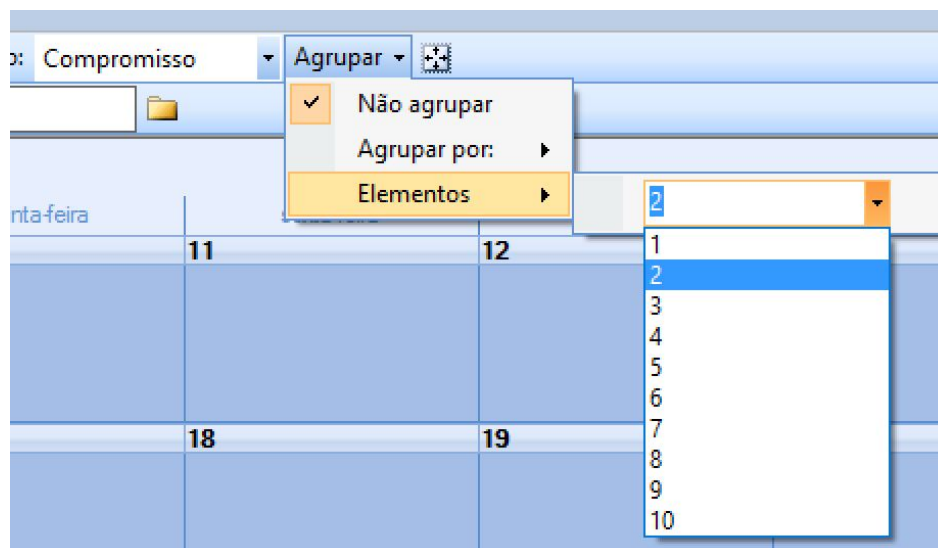 o: Compromisso Agrupar
Não agrupar
Agrupar por:
Elementos
2
nta-feira
11 12
1
2
3
4
5
6
7
8
9
10
18 19